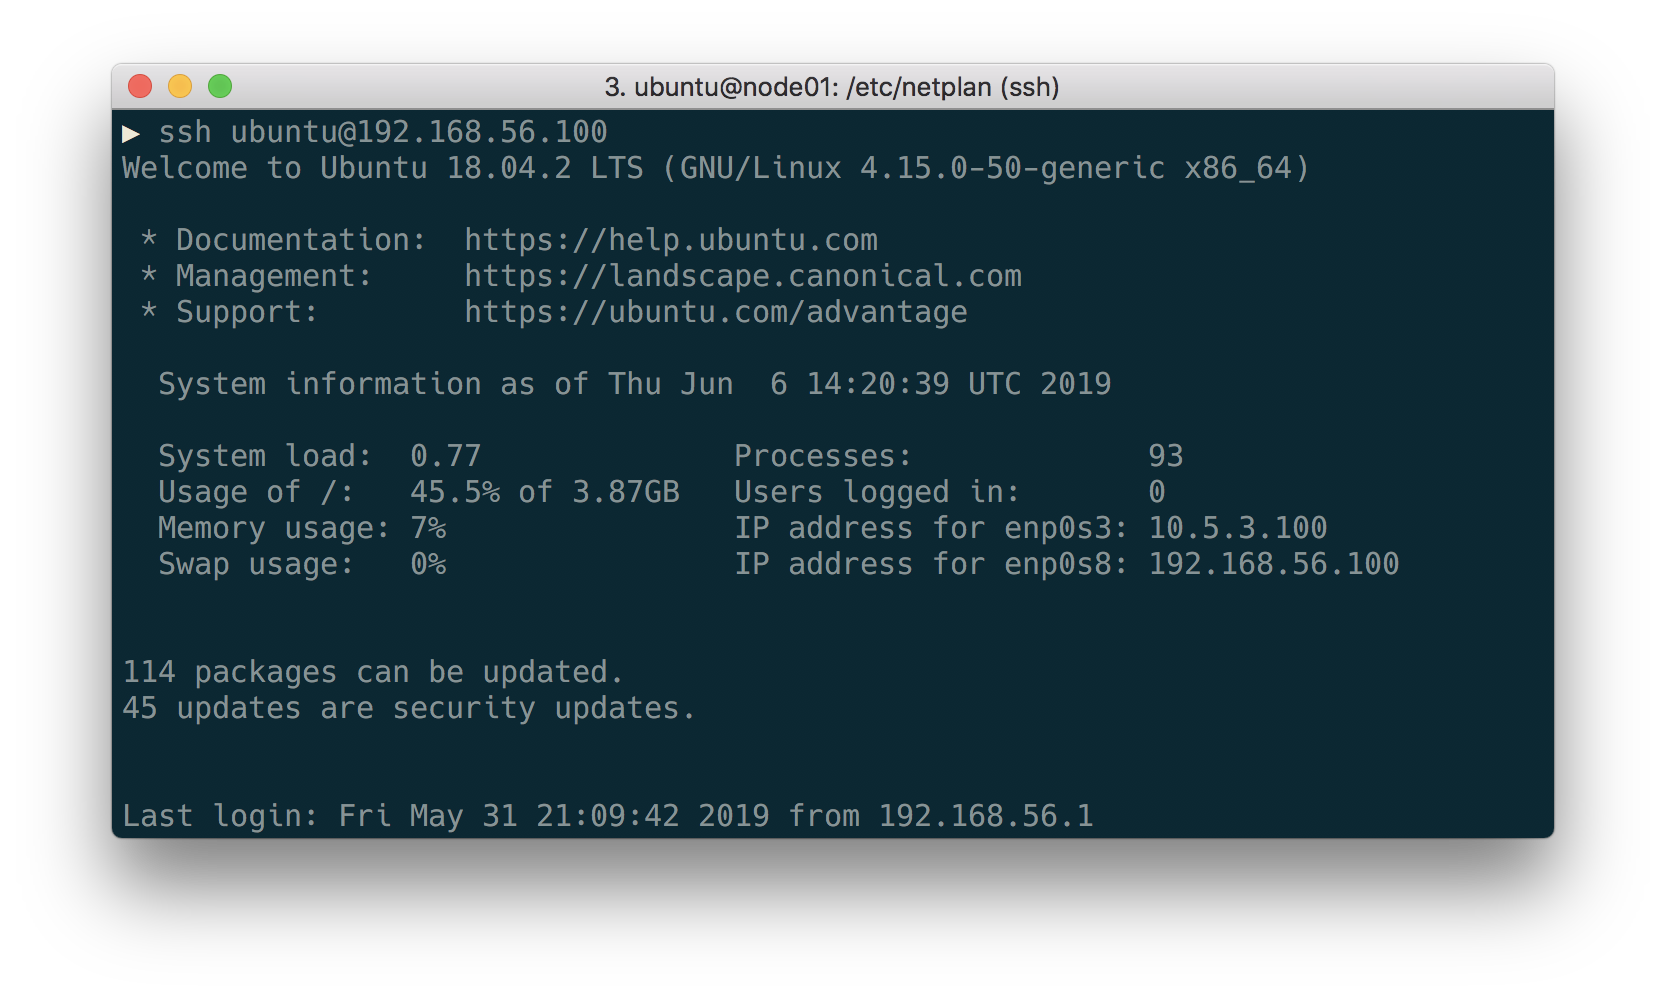 3. ubuntu@node01: /etc/netplan (ssh)
▶ ssh ubuntu@192.168.56.100
Welcome to Ubuntu 18.04.2 LTS (GNU/Linux 4.15.0-50-generic x86_64)
 * Documentation:  https://help.ubuntu.com
 * Management:     https://landscape.canonical.com
 * Support:        https://ubuntu.com/advantage
  System information as of Thu Jun  6 14:20:39 UTC 2019
  System load:  0.77              Processes:             93
  Usage of /:   45.5% of 3.87GB   Users logged in:       0
  Memory usage: 7%                IP address for enp0s3: 10.5.3.100
  Swap usage:   0%                IP address for enp0s8: 192.168.56.100
114 packages can be updated.
45 updates are security updates.
Last login: Fri May 31 21:09:42 2019 from 192.168.56.1